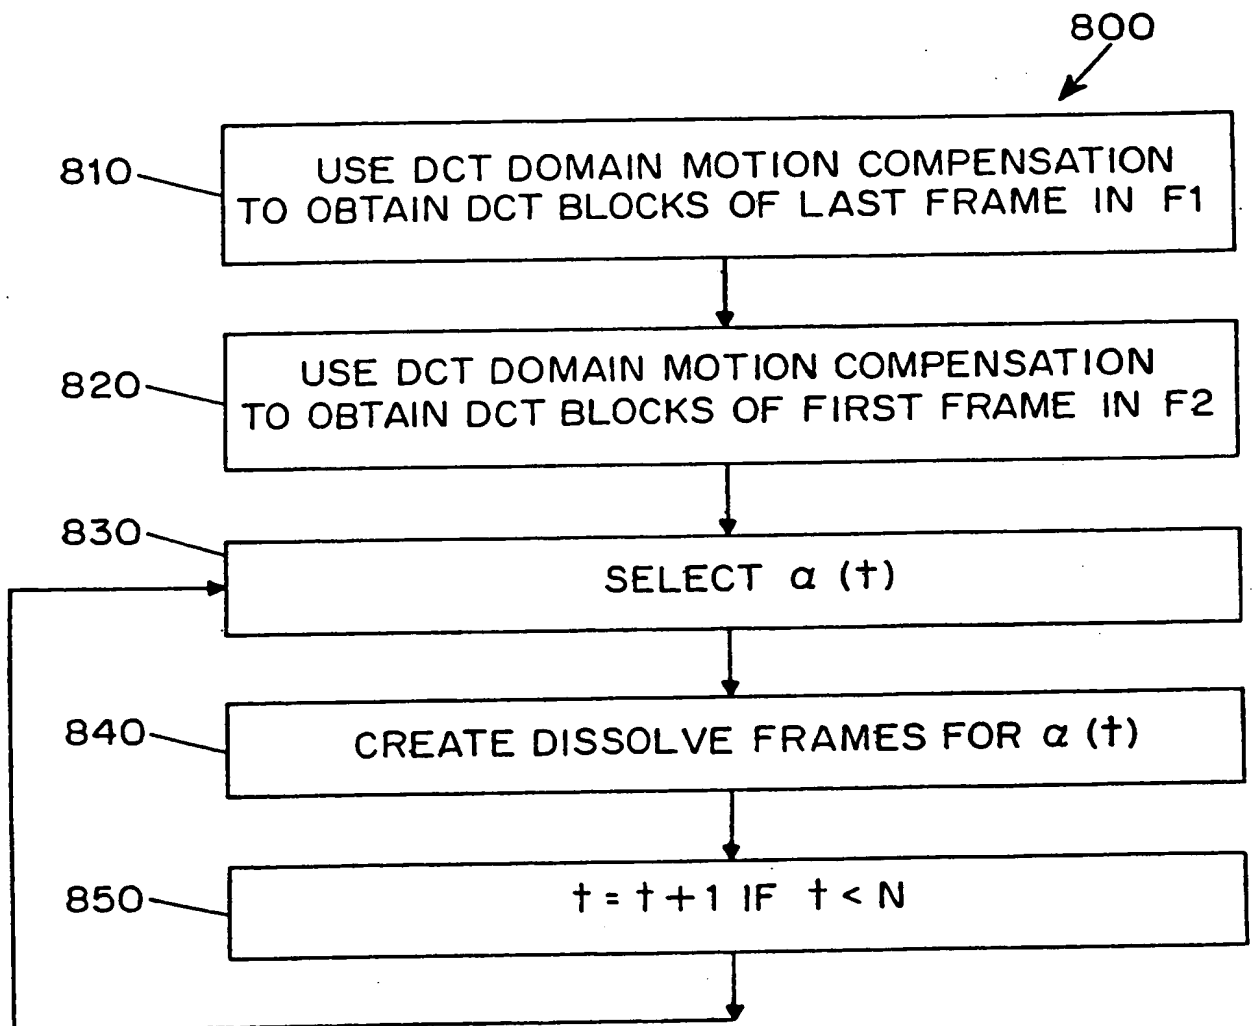 800
810
USE DCT DOMAIN MOTION COMPENSATION
TO OBTAIN DCT BLOCKS OF LAST FRAME IN F1
820
USE DCT DOMAIN MOTION COMPENSATION
TO OBTAIN DCT BLOCKS OF FIRST FRAME IN F2
830
SELECT α (t)
840
CREATE DISSOLVE FRAMES FOR α (t)
850
t = t + 1 IF t < N